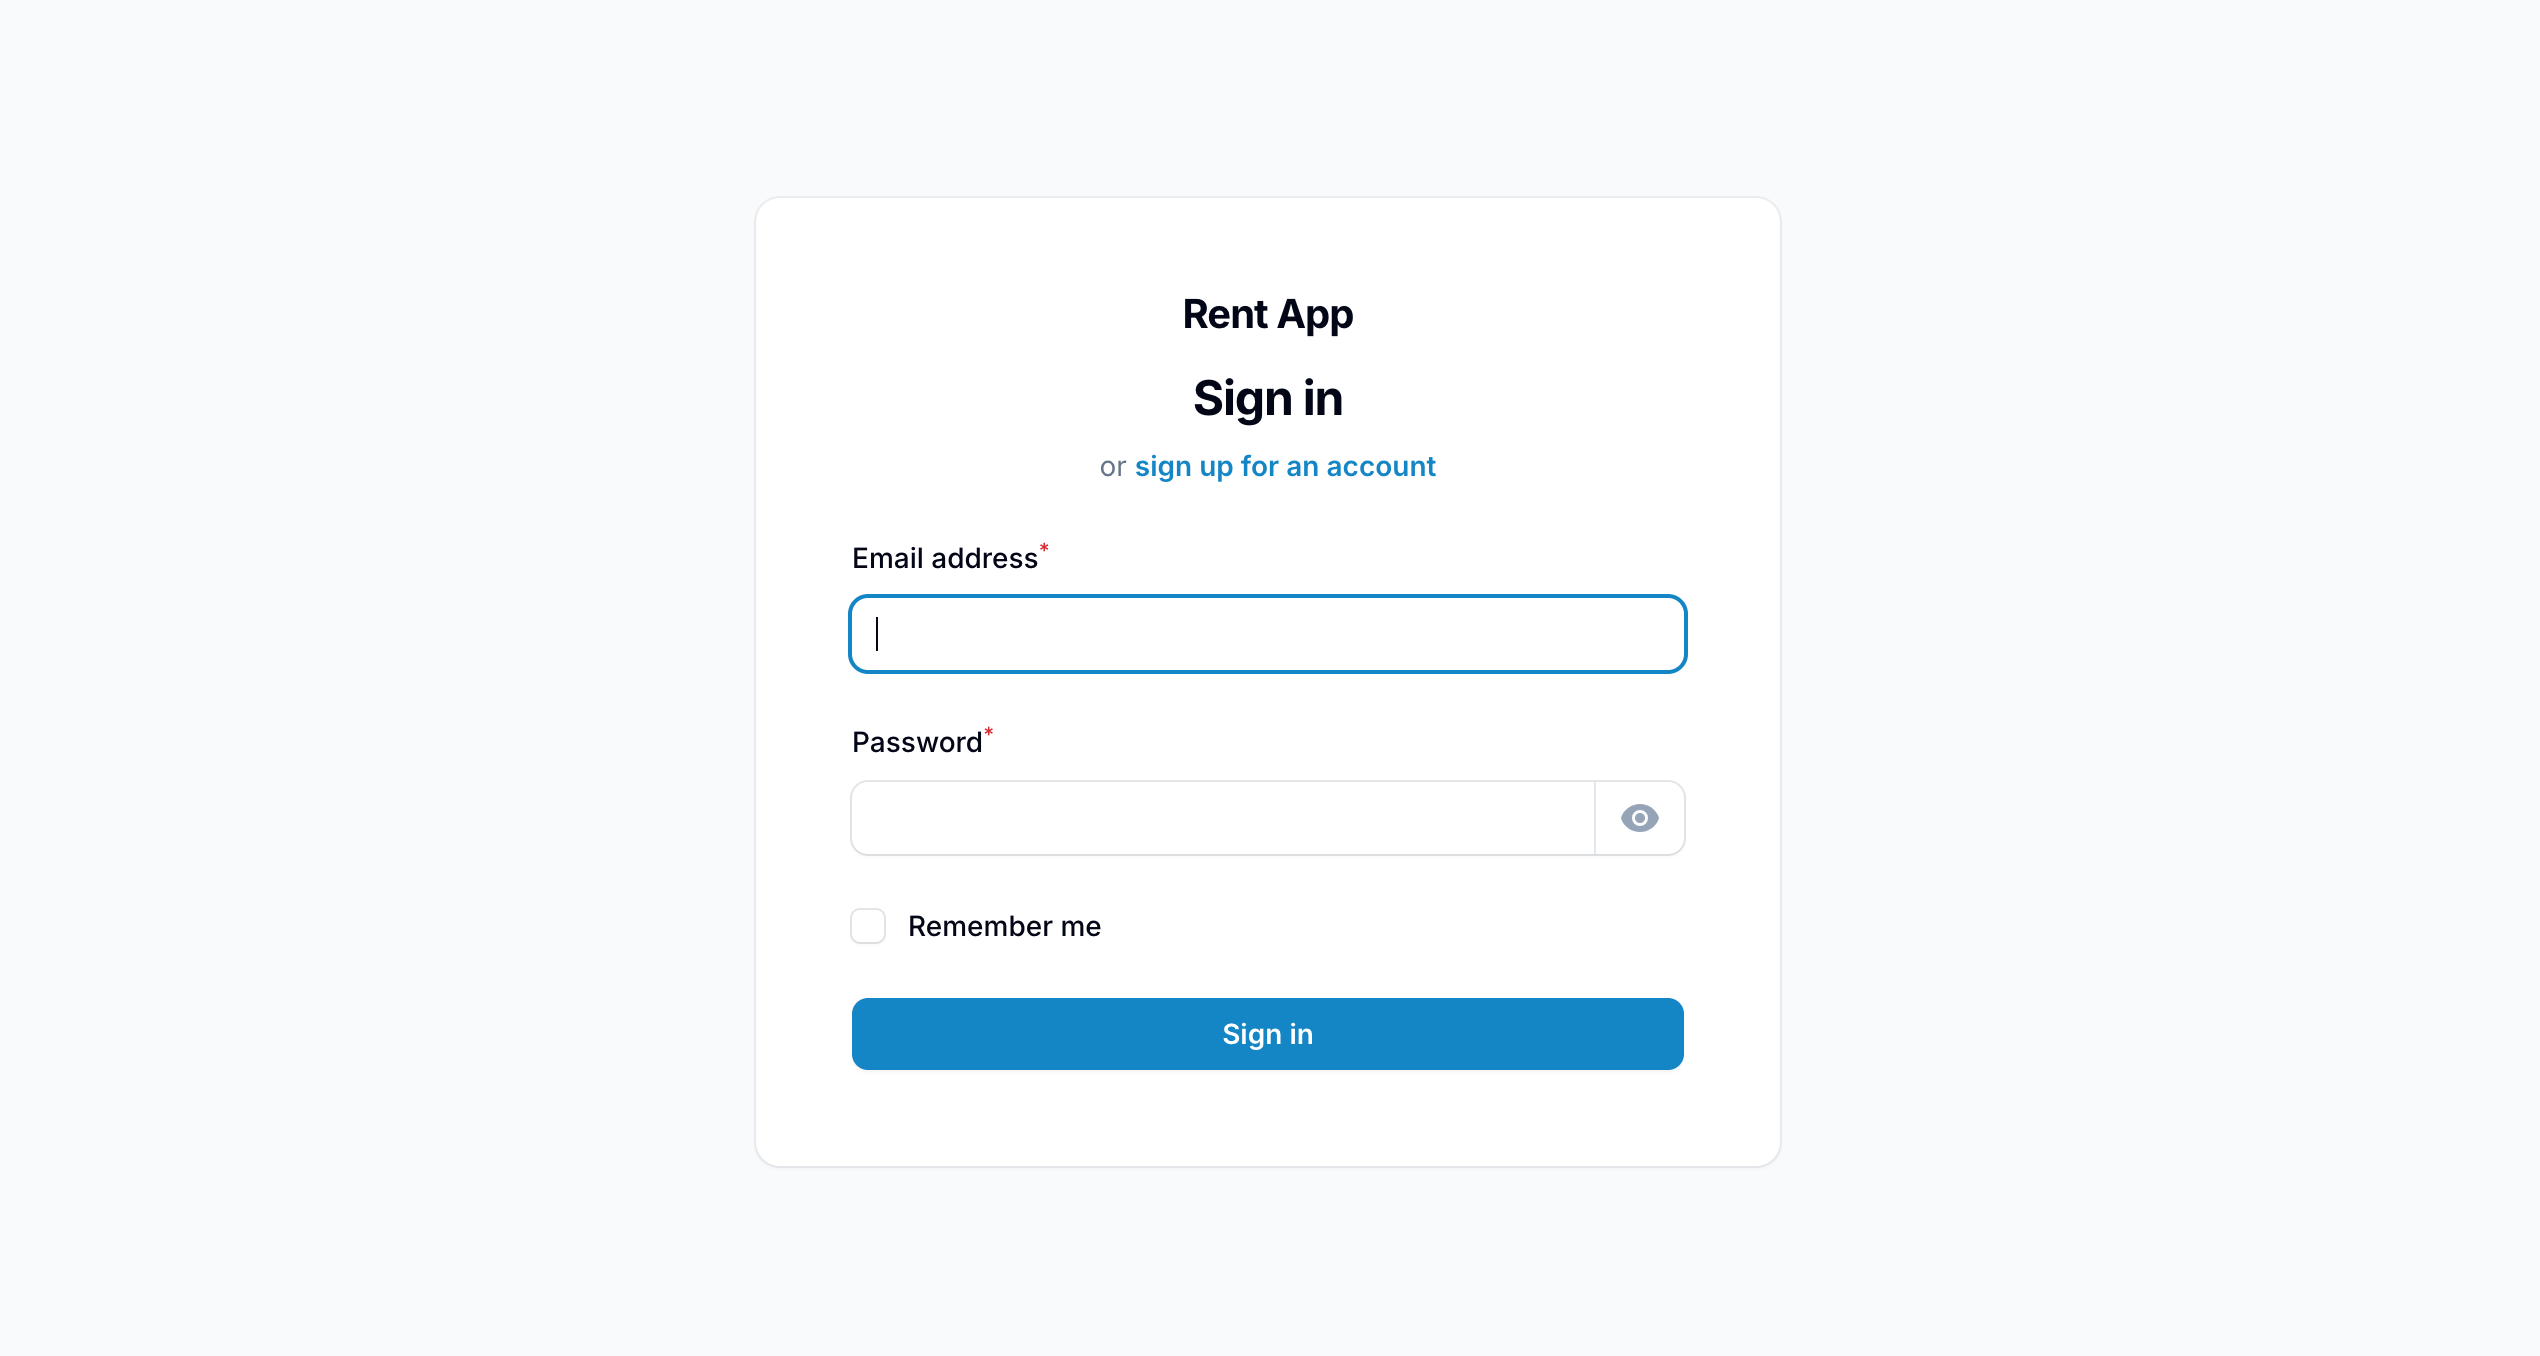 Rent App
Sign in
or sign up for an account
Email address*
Password*
Remember me
Sign in